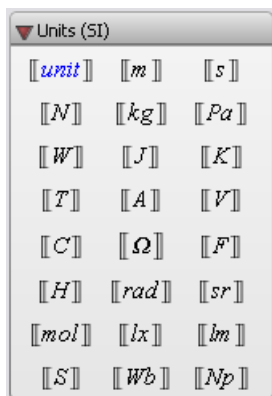 Units (SI)
⟦unit⟧ ⟦m⟧ ⟦s⟧
⟦N⟧ ⟦kg⟧ ⟦Pa⟧
⟦W⟧ ⟦J⟧ ⟦K⟧
⟦T⟧ ⟦A⟧ ⟦V⟧
⟦C⟧ ⟦Ω⟧ ⟦F⟧
⟦H⟧ ⟦rad⟧ ⟦sr⟧
⟦mol⟧ ⟦lx⟧ ⟦lm⟧
⟦S⟧ ⟦Wb⟧ ⟦Np⟧